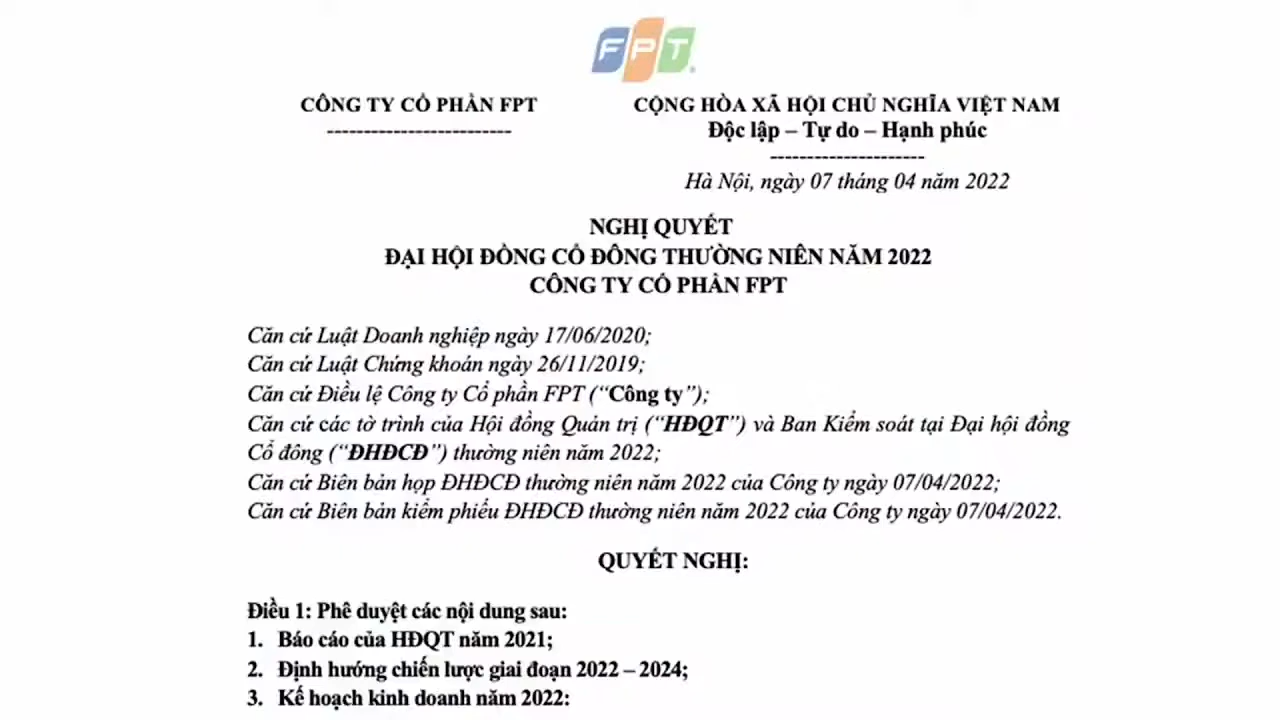 FPT
CÔNG TY CỔ PHẦN FPT
-------------------------
CỘNG HÒA XÃ HỘI CHỦ NGHĨA VIỆT NAM
Độc lập – Tự do – Hạnh phúc
---------------------
Hà Nội, ngày 07 tháng 04 năm 2022
NGHỊ QUYẾT
ĐẠI HỘI ĐỒNG CỔ ĐÔNG THƯỜNG NIÊN NĂM 2022
CÔNG TY CỔ PHẦN FPT
Căn cứ Luật Doanh nghiệp ngày 17/06/2020;
Căn cứ Luật Chứng khoán ngày 26/11/2019;
Căn cứ Điều lệ Công ty Cổ phần FPT (“Công ty”);
Căn cứ các tờ trình của Hội đồng Quản trị (“HĐQT”) và Ban Kiểm soát tại Đại hội đồng
Cổ đông (“ĐHĐCĐ”) thường niên năm 2022;
Căn cứ Biên bản họp ĐHĐCĐ thường niên năm 2022 của Công ty ngày 07/04/2022;
Căn cứ Biên bản kiểm phiếu ĐHĐCĐ thường niên năm 2022 của Công ty ngày 07/04/2022.
QUYẾT NGHỊ:
Điều 1: Phê duyệt các nội dung sau:
1. Báo cáo của HĐQT năm 2021;
2. Định hướng chiến lược giai đoạn 2022 – 2024;
3. Kế hoạch kinh doanh năm 2022: